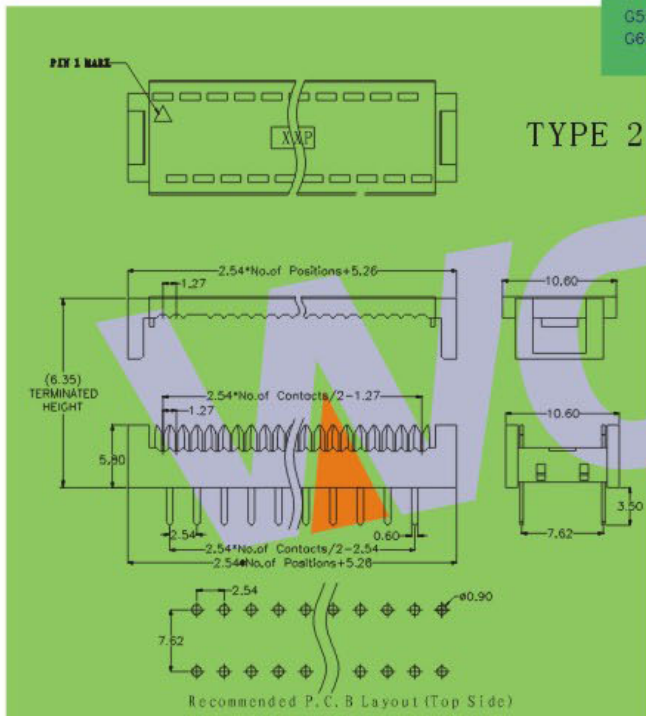 G5
G6
PIN 1 MARK
XXP
TYPE 2
2.54*No.of Positions+5.26
1.27
10.60
(6.35)
TERMINATED
HEIGHT
2.54*No.of Contacts/2-1.27
1.27
10.60
5.80
3.50
2.54
0.60
7.62
2.54*No.of Contacts/2-2.54
2.54*No.of Positions+5.26
2.54
ø0.90
7.62
Recommended P.C.B Layout(Top Side)